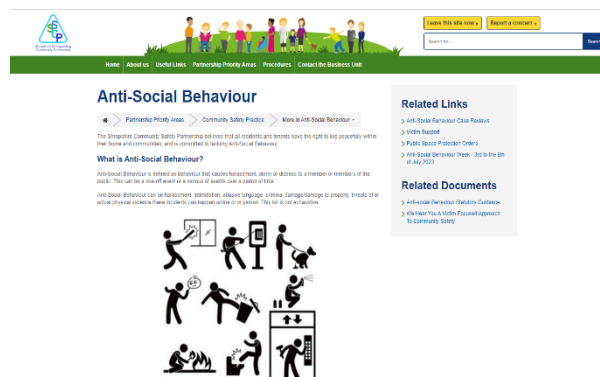 SSCP
Shropshire Safeguarding
Community Partnership
Leave this site now
Report a concern
Search for...
Search
Home About us Useful Links Partnership Priority Areas Procedures Contact the Business Unit
Anti-Social Behaviour
Partnership Priority Areas Community Safety Practice More in Anti-Social Behaviour
The Shropshire Community Safety Partnership believes that all residents and tenants have the right to live peacefully within
their home and communities, and is committed to tackling Anti-Social Behaviour.
What is Anti-Social Behaviour?
Anti-Social Behaviour is defined as behaviour that causes harassment, alarm or distress to a member or members of the
public. This can be a one-off event or a series of events over a period of time.
Anti-Social Behaviour can be harassment, intimidation, abusive language, criminal damage/damage to property, threats of or
actual physical violence these incidents can happen online or in person. This list is not exhaustive.
Related Links
Anti-Social Behaviour Case Reviews
Victim Support
Public Space Protection Orders
Anti-Social Behaviour Week - 3rd to the 9th
of July 2023
Related Documents
Anti-social Behaviour Statutory Guidance
We Hear You A Victim Focused Approach
To Community Safety